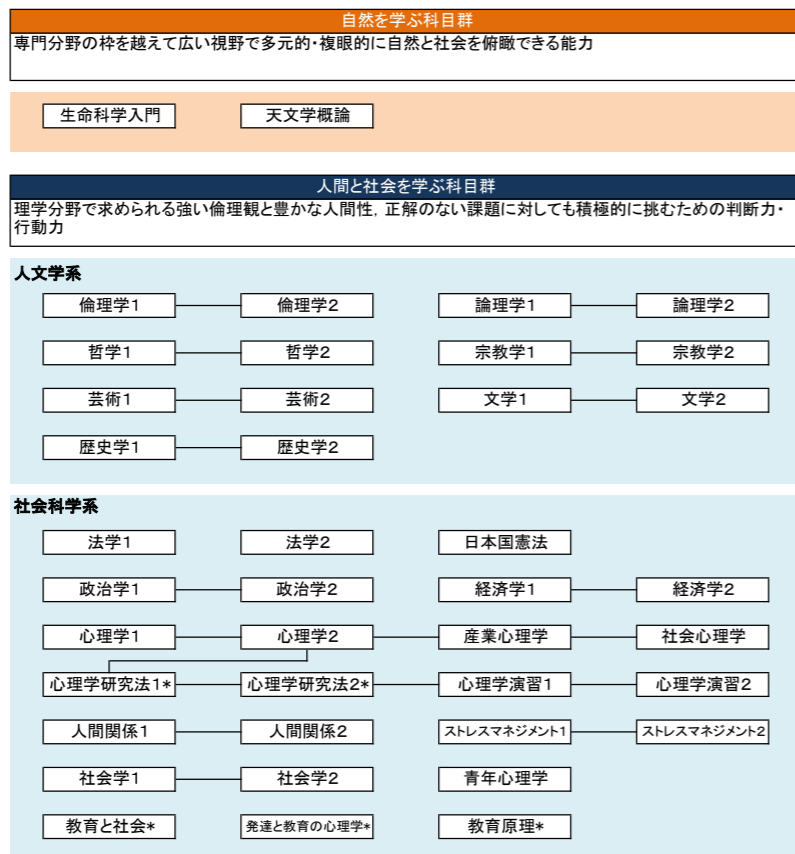 自然を学ぶ科目群
専門分野の枠を越えて広い視野で多元的・複眼的に自然と社会を俯瞰できる能力
生命科学入門 天文学概論
人間と社会を学ぶ科目群
理学分野で求められる強い倫理観と豊かな人間性，正解のない課題に対しても積極的に挑むための判断力・
行動力
人文学系
倫理学1 倫理学2 論理学1 論理学2
哲学1 哲学2 宗教学1 宗教学2
芸術1 芸術2 文学1 文学2
歴史学1 歴史学2
社会科学系
法学1 法学2 日本国憲法
政治学1 政治学2 経済学1 経済学2
心理学1 心理学2 産業心理学 社会心理学
心理学研究法1* 心理学研究法2* 心理学演習1 心理学演習2
人間関係1 人間関係2 ストレスマネジメント1 ストレスマネジメント2
社会学1 社会学2 青年心理学
教育と社会* 発達と教育の心理学* 教育原理*